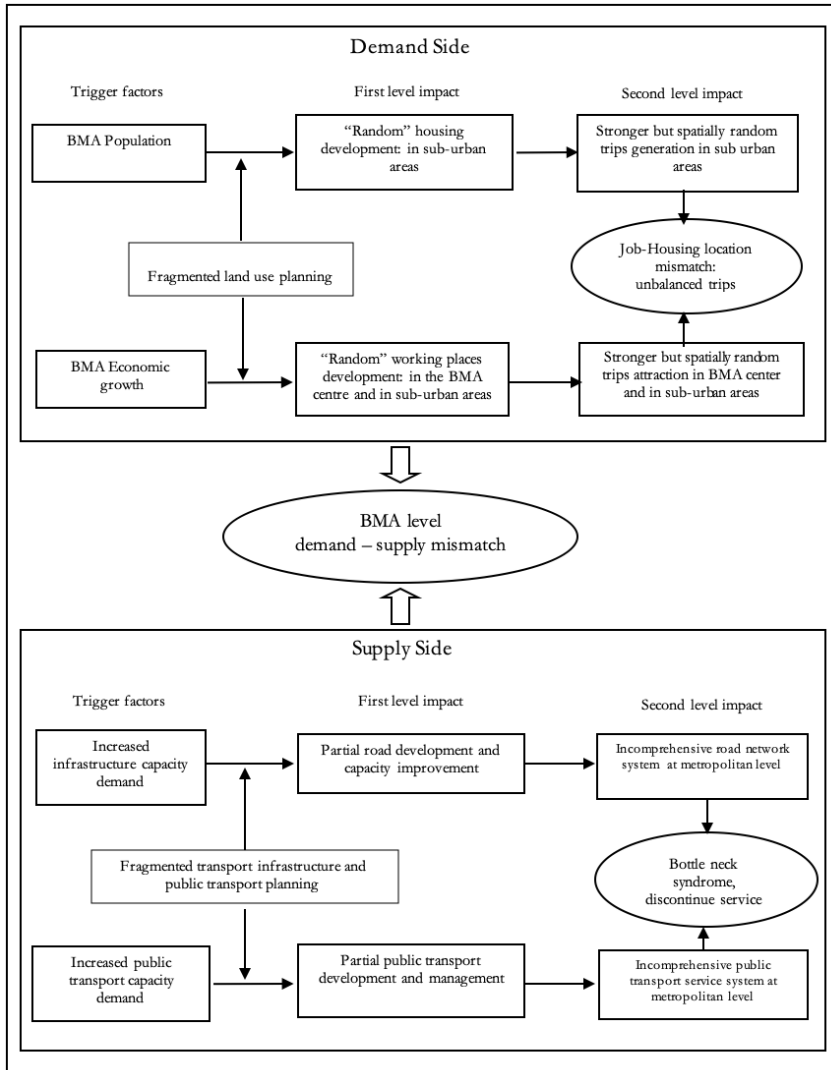 Demand Side
Trigger factors
First level impact
Second level impact
BMA Population
“Random” housing
development: in sub-urban
areas
Stronger but spatially random
trips generation in sub urban
areas
Fragmented land use planning
Job-Housing location
mismatch:
unbalanced trips
BMA Economic
growth
“Random” working places
development: in the BMA
centre and in sub-urban areas
Stronger but spatially random
trips attraction in BMA center
and in sub-urban areas
BMA level
demand – supply mismatch
Supply Side
Trigger factors
First level impact
Second level impact
Increased
infrastructure capacity
demand
Partial road development and
capacity improvement
Incomprehensive road network
system at metropolitan level
Fragmented transport infrastructure and
public transport planning
Bottle neck
syndrome,
discontinue service
Increased public
transport capacity
demand
Partial public transport
development and management
Incomprehensive public
transport service system at
metropolitan level